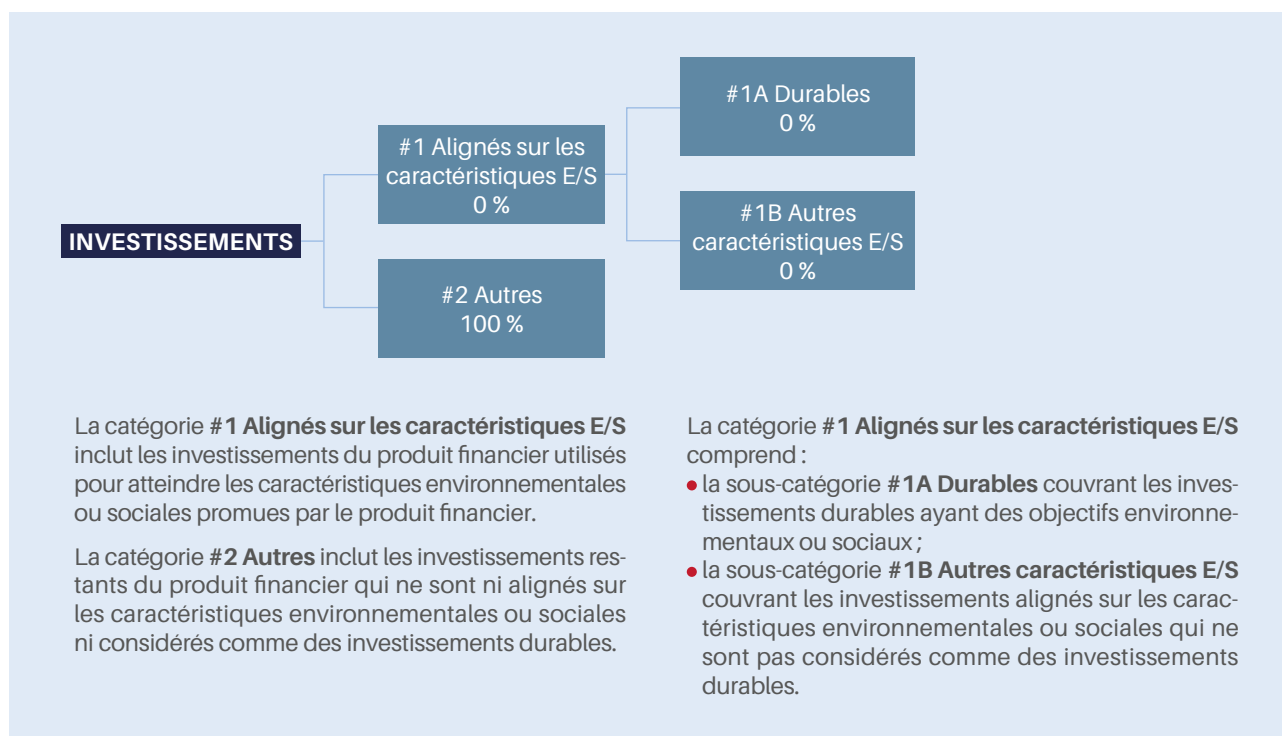 #1A Durables
0 %
#1 Alignés sur les
caractéristiques E/S
0 %
#1B Autres
caractéristiques E/S
0 %
INVESTISSEMENTS
#2 Autres
100 %
La catégorie #1 Alignés sur les caractéristiques E/S
inclut les investissements du produit financier utilisés
pour atteindre les caractéristiques environnementales
ou sociales promues par le produit financier.
La catégorie #2 Autres inclut les investissements res-
tants du produit financier qui ne sont ni alignés sur
les caractéristiques environnementales ou sociales
ni considérés comme des investissements durables.
La catégorie #1 Alignés sur les caractéristiques E/S
comprend :
• la sous-catégorie #1A Durables couvrant les inves-
tissements durables ayant des objectifs environne-
mentaux ou sociaux ;
• la sous-catégorie #1B Autres caractéristiques E/S
couvrant les investissements alignés sur les carac-
téristiques environnementales ou sociales qui ne
sont pas considérés comme des investissements
durables.